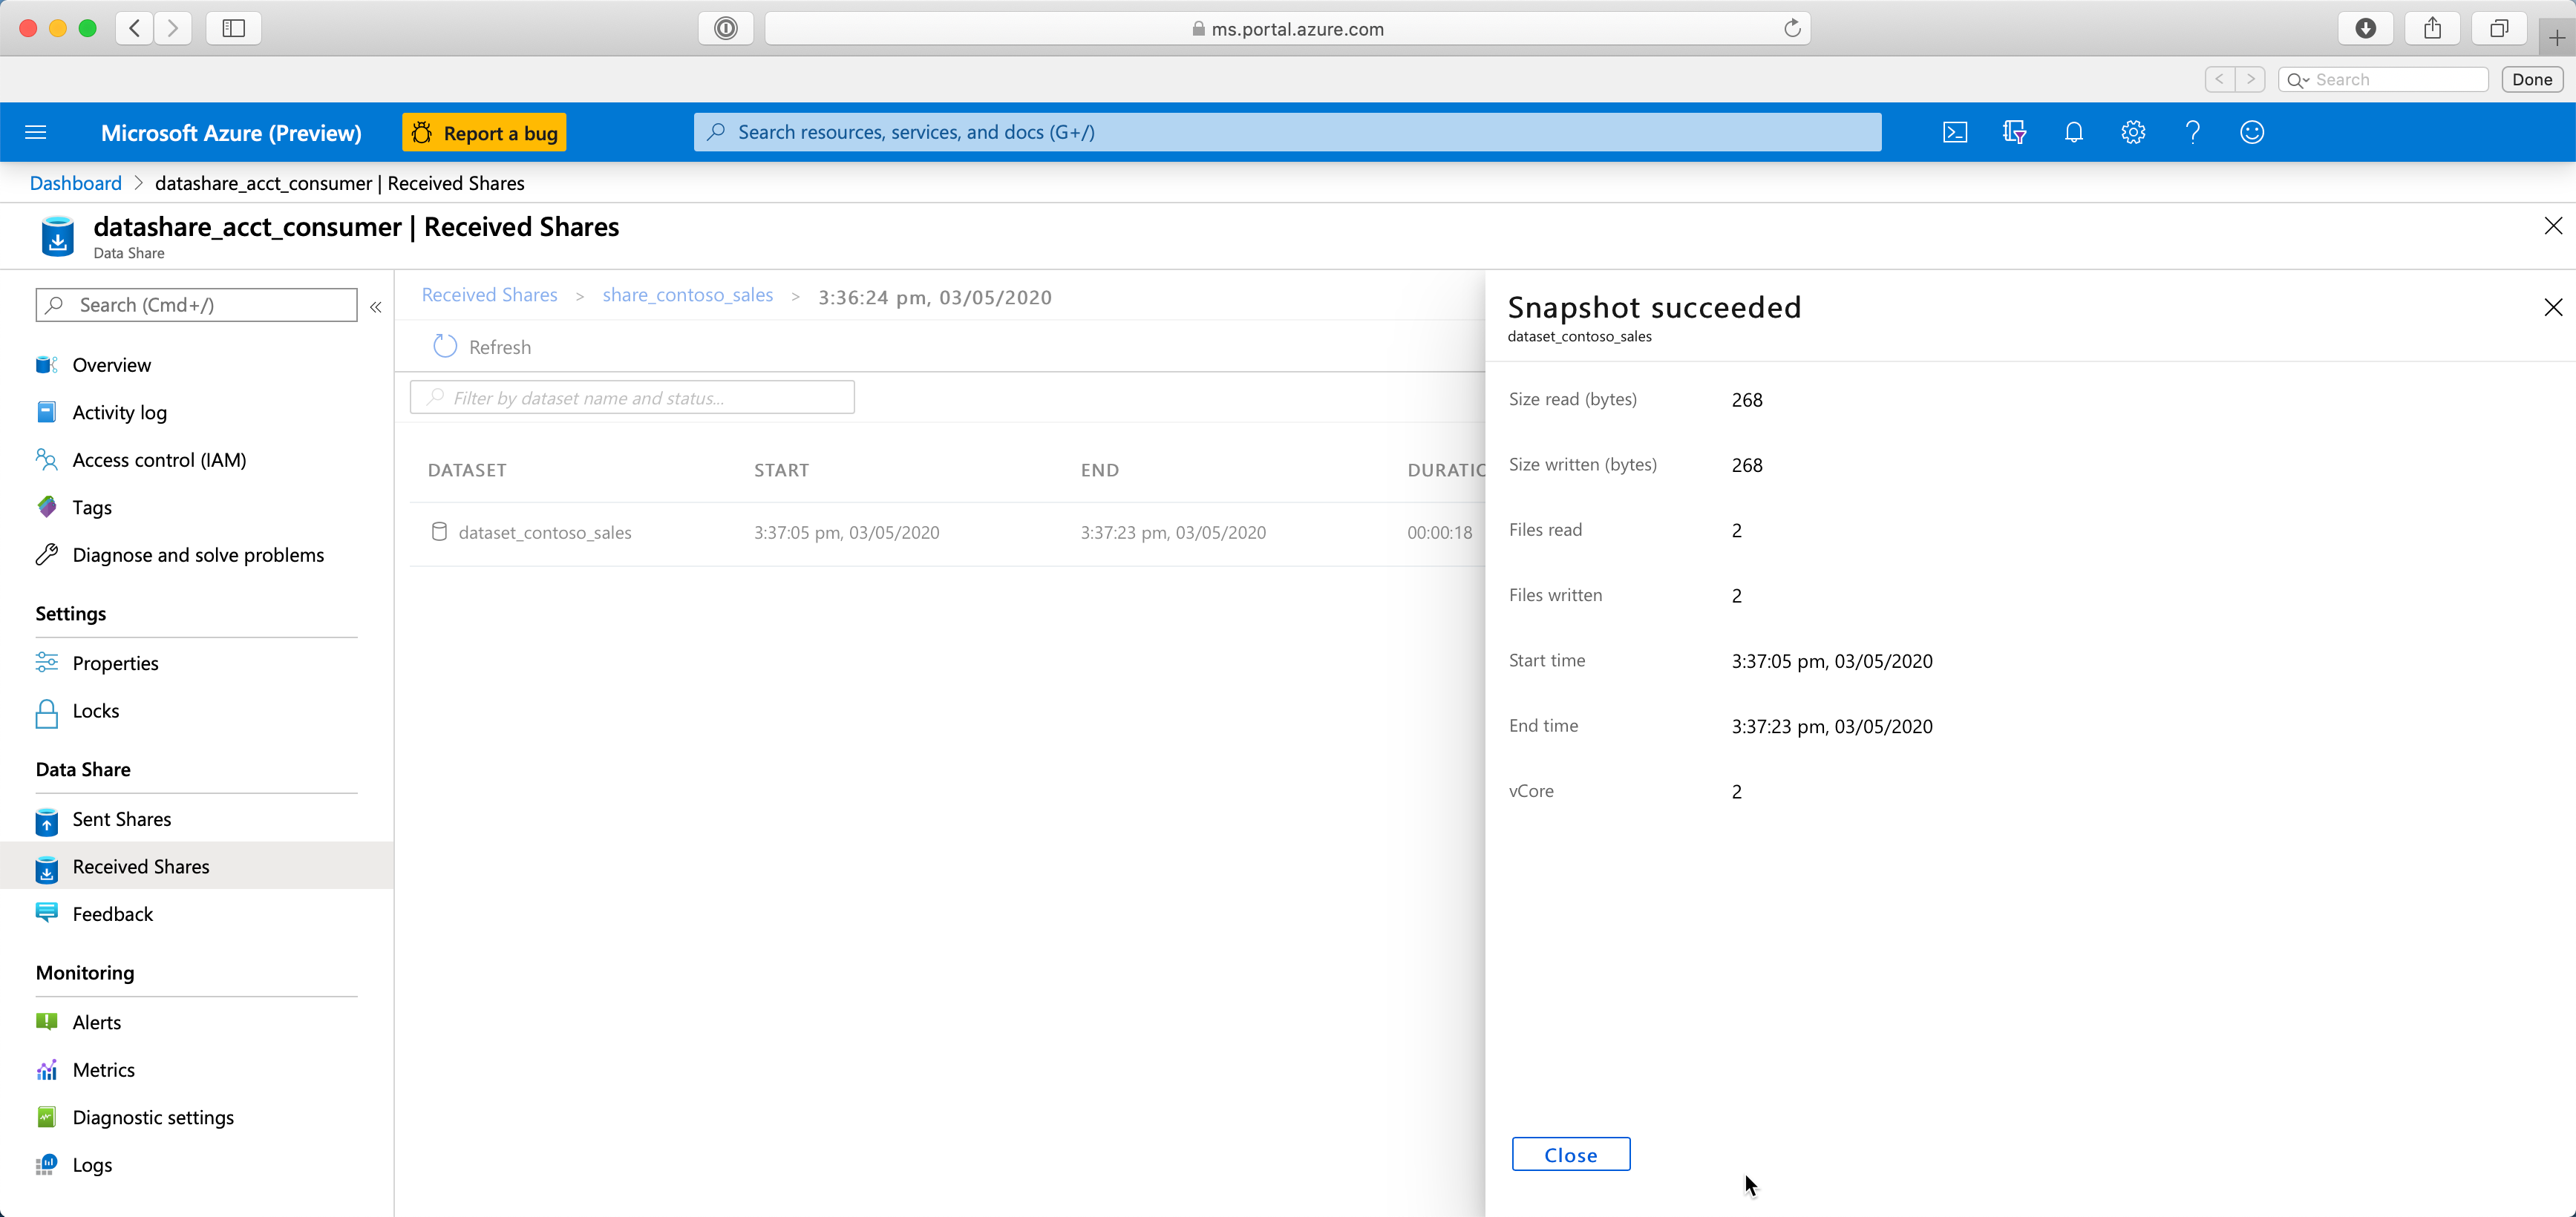 ms.portal.azure.com
Search
Done
Microsoft Azure (Preview)
Report a bug
Search resources, services, and docs (G+/)
Dashboard > datashare_acct_consumer | Received Shares
datashare_acct_consumer | Received Shares
Data Share
Search (Cmd+/)
«
Overview
Activity log
Access control (IAM)
Tags
Diagnose and solve problems
Settings
Properties
Locks
Data Share
Sent Shares
Received Shares
Feedback
Monitoring
Alerts
Metrics
Diagnostic settings
Logs
Received Shares > share_contoso_sales > 3:36:24 pm, 03/05/2020
Refresh
Filter by dataset name and status...
DATASET START END DURATIO
dataset_contoso_sales 3:37:05 pm, 03/05/2020 3:37:23 pm, 03/05/2020 00:00:18
Snapshot succeeded
dataset_contoso_sales
Size read (bytes) 268
Size written (bytes) 268
Files read 2
Files written 2
Start time 3:37:05 pm, 03/05/2020
End time 3:37:23 pm, 03/05/2020
vCore 2
Close